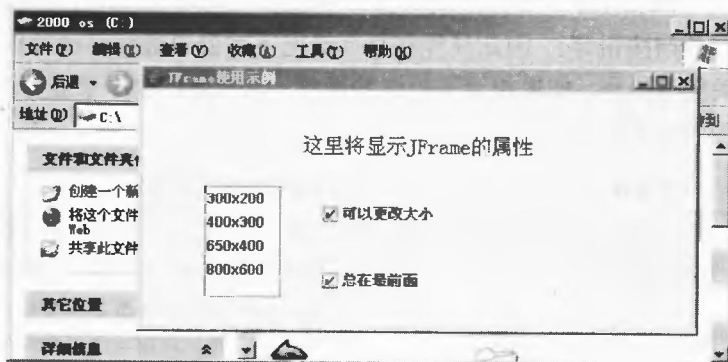 2000 os (C:)
文件(F) 编辑(E) 查看(V) 收藏(A) 工具(T) 帮助(H)
后退
JFrame使用示例
地址(D) C:\
转到
这里将显示JFrame的属性
文件和文件夹
创建一个新
将这个文件
Web
共享此文件
300x200
400x300
650x400
800x600
可以更改大小
总在最前面
其它位置
详细信息